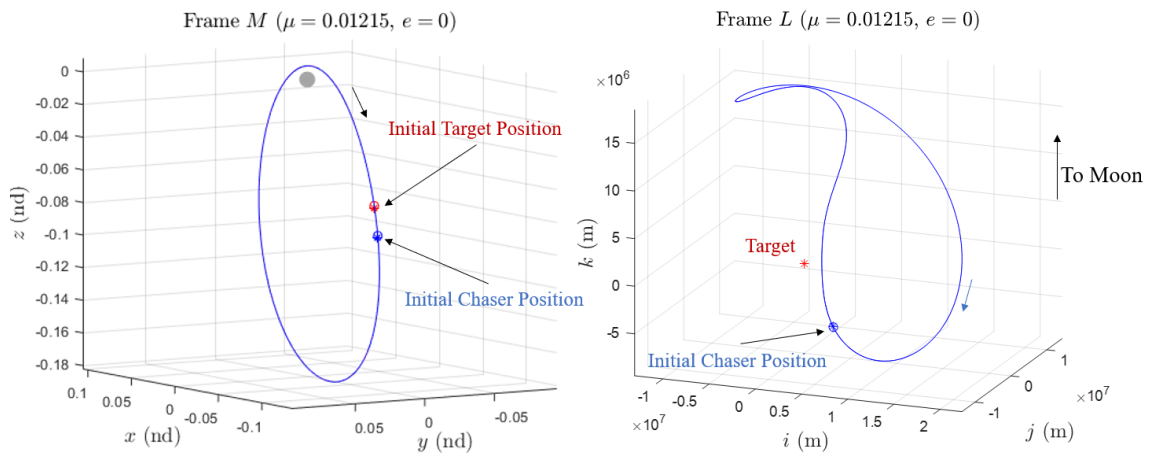 Frame M (μ = 0.01215, e = 0)
0
-0.02
-0.04
-0.06
-0.08
-0.1
-0.12
-0.14
-0.16
-0.18
z (nd)
Initial Target Position
Initial Chaser Position
0.1
0.05
0
-0.05
-0.1
x (nd)
0.05
0
-0.05
y (nd)
Frame L (μ = 0.01215, e = 0)
×10⁶
15
10
5
0
-5
k (m)
To Moon
Target
Initial Chaser Position
-1
-0.5
0
0.5
1
1.5
2
×10⁷
i (m)
-1
0
1
×10⁷
j (m)